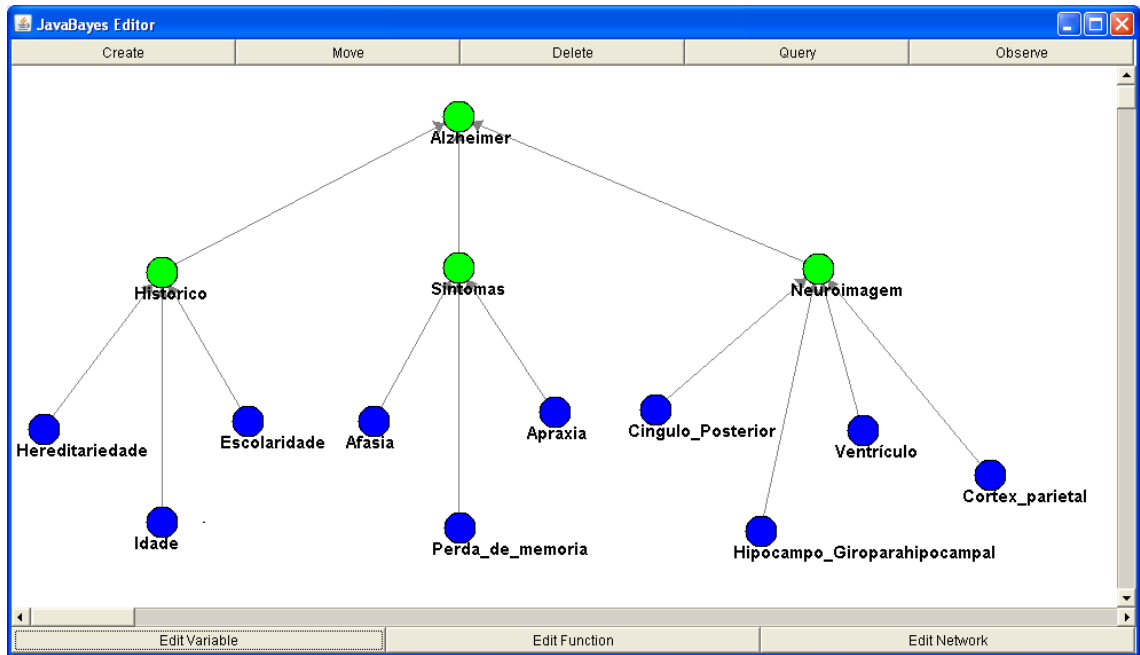 JavaBayes Editor
Create Move Delete Query Observe
Alzheimer
Histórico Sintomas Neuroimagem
Hereditariedade Escolaridade Afasia Apraxia Cingulo_Posterior Ventrículo
Cortex_parietal
Idade Perda_de_memoria Hipocampo_Giroparahipocampal
Edit Variable Edit Function Edit Network